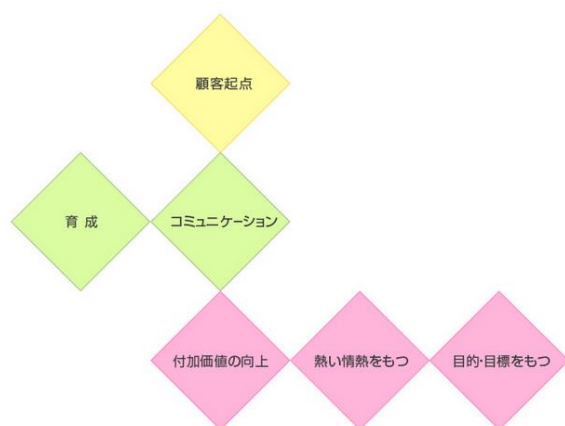 顧客起点
育成
コミュニケーション
付加価値の向上
熱い情熱をもつ
目的・目標をもつ